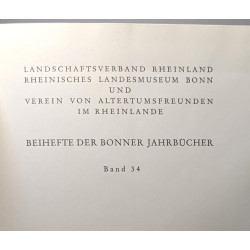 LANDSCHAFTSVERBAND RHEINLAND
RHEINISCHES LANDESMUSEUM BONN
UND
VEREIN VON ALTERTUMSFREUNDEN
IM RHEINLANDE
BEIHEFTE DER BONNER JAHRBÜCHER
Band 34